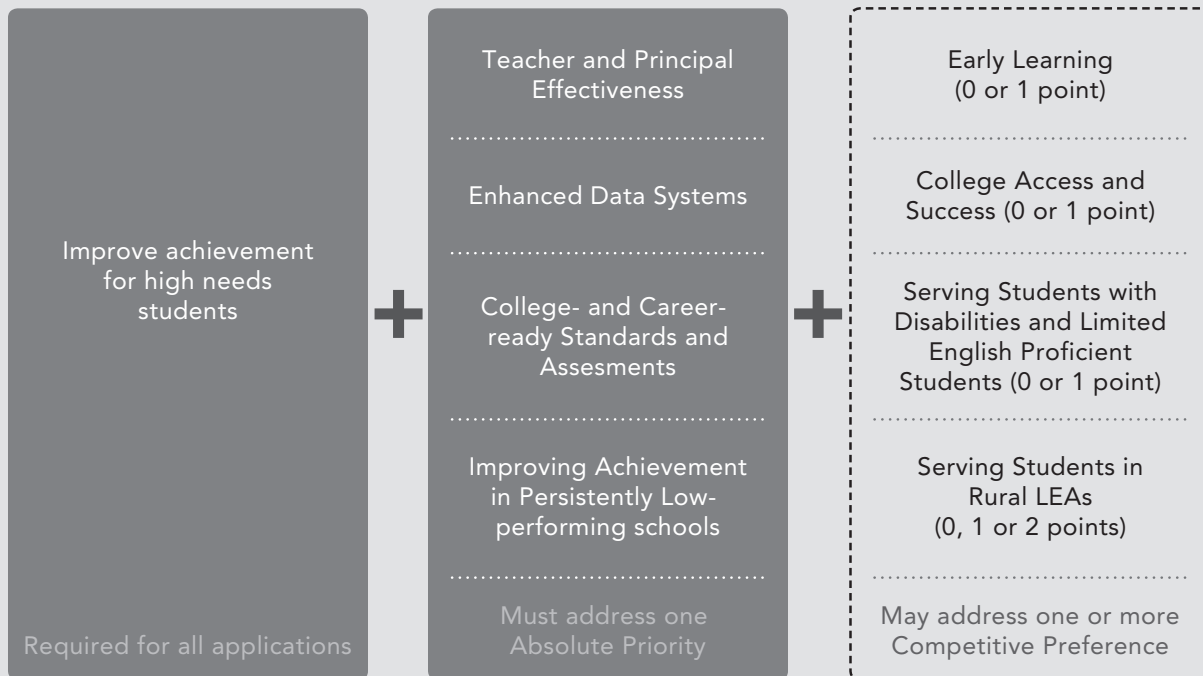 Improve achievement
for high needs
students
Required for all applications
+
Teacher and Principal
Effectiveness
Enhanced Data Systems
College- and Career-
ready Standards and
Assesments
Improving Achievement
in Persistently Low-
performing schools
Must address one
Absolute Priority
+
Early Learning
(0 or 1 point)
College Access and
Success (0 or 1 point)
Serving Students with
Disabilities and Limited
English Proficient
Students (0 or 1 point)
Serving Students in
Rural LEAs
(0, 1 or 2 points)
May address one or more
Competitive Preference